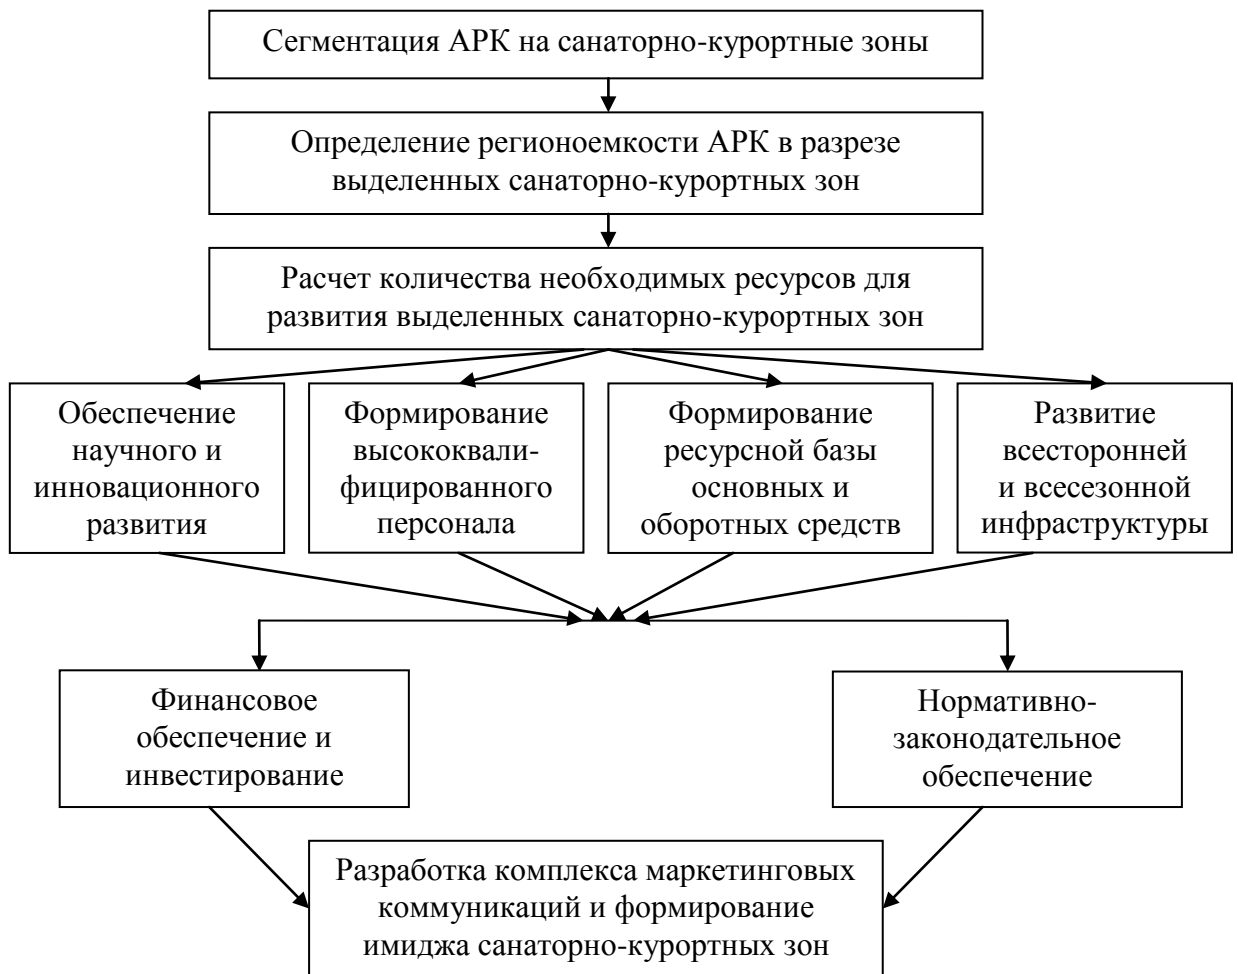 Сегментация АРК на санаторно-курортные зоны
Определение региоемкости АРК в разрезе
выделенных санаторно-курортных зон
Расчет количества необходимых ресурсов для
развития выделенных санаторно-курортных зон
Обеспечение
научного и
инновационного
развития
Формирование
высококвали-
фицированного
персонала
Формирование
ресурсной базы
основных и
оборотных средств
Развитие
всесторонней
и всесезонной
инфраструктуры
Финансовое
обеспечение и
инвестирование
Нормативно-
законодательное
обеспечение
Разработка комплекса маркетинговых
коммуникаций и формирование
имиджа санаторно-курортных зон